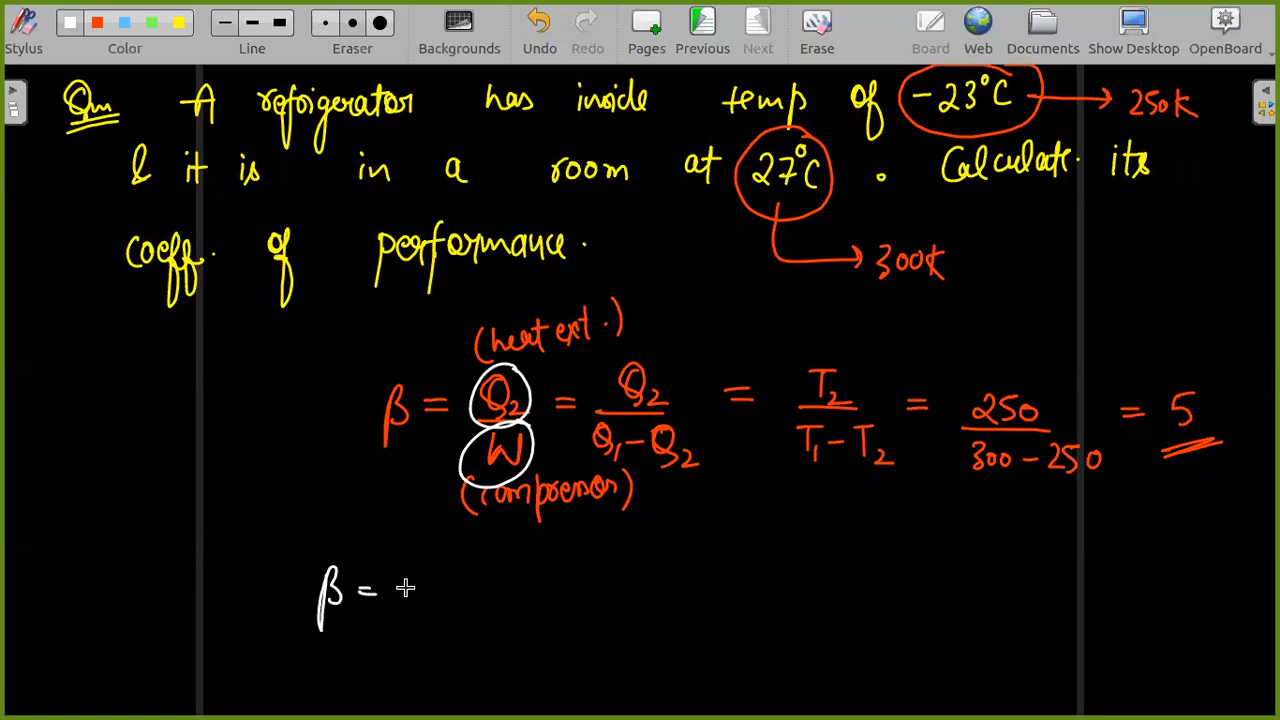 Stylus Color Line Eraser Backgrounds Undo Redo Pages Previous Next Erase Board Web Documents Show Desktop OpenBoard
Qn A refrigerator has inside temp of -23°C → 250K
& it is in a room at 27°C. Calculate its
→ 300K
coeff. of performance.
(heat ext.)
β = Q₂/W = Q₂/(Q₁-Q₂) = T₂/(T₁-T₂) = 250/(300-250) = 5
(compressor)
β =